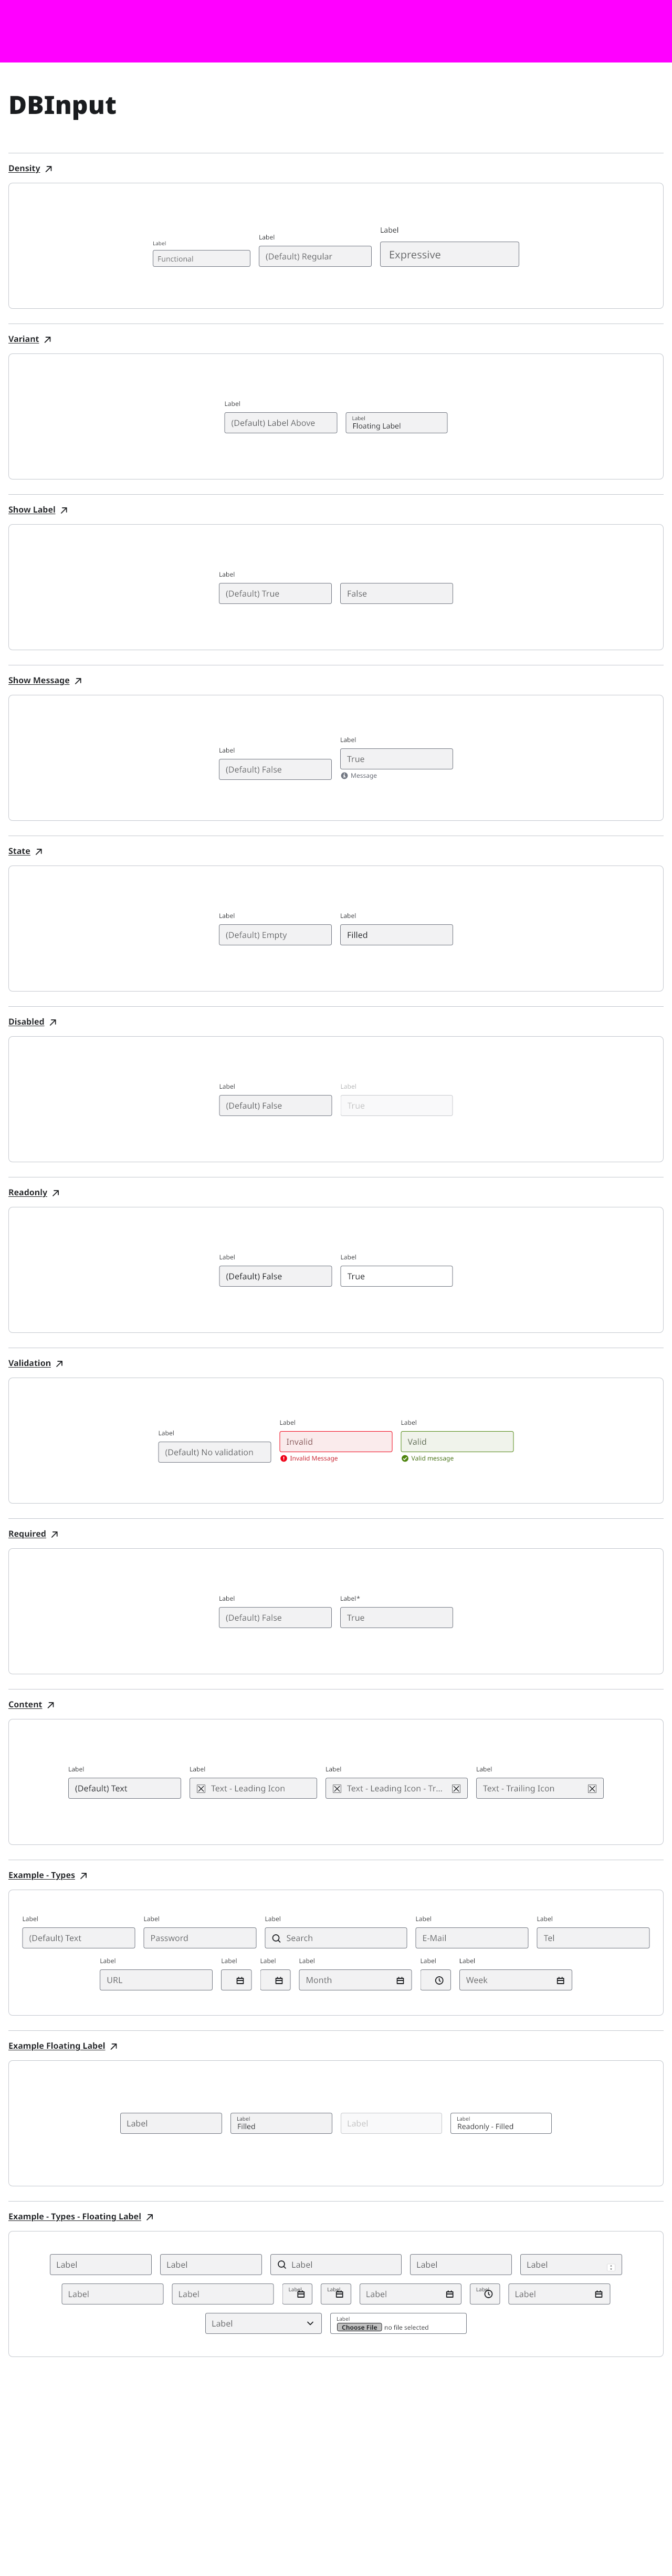 DBInput
Density
Label
Functional
Label
(Default) Regular
Label
Expressive
Variant
Label
(Default) Label Above
Label
Floating Label
Show Label
Label
(Default) True
False
Show Message
Label
(Default) False
Label
True
Message
State
Label
(Default) Empty
Label
Filled
Disabled
Label
(Default) False
Label
True
Readonly
Label
(Default) False
Label
True
Validation
Label
(Default) No validation
Label
Invalid
Invalid Message
Label
Valid
Valid message
Required
Label
(Default) False
Label*
True
Content
Label
(Default) Text
Label
Text - Leading Icon
Label
Text - Leading Icon - Tr...
Label
Text - Trailing Icon
Example - Types
Label
(Default) Text
Label
Password
Label
Search
Label
E-Mail
Label
Tel
Label
URL
Label
Label
Label
Month
Label
Label
Week
Example Floating Label
Label
Label
Filled
Label
Label
Readonly - Filled
Example - Types - Floating Label
Label
Label
Label
Label
Label
Label
Label
Label
Label
Label
Label
Label
Label
Label
Choose File no file selected